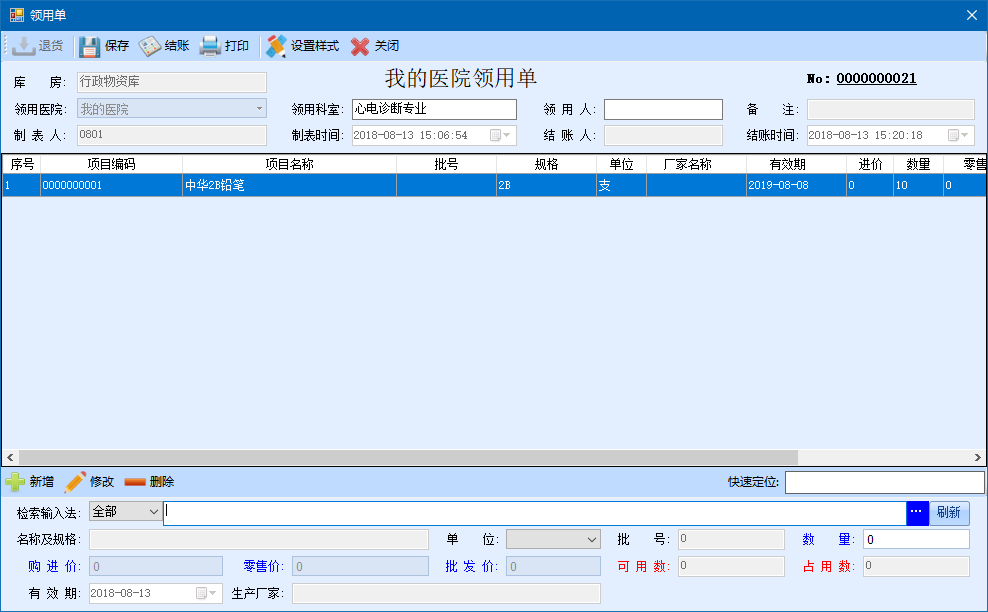 领用单
退货 保存 结账 打印 设置样式 关闭
我的医院领用单 No: 0000000021
库 房: 行政物资库
领用医院: 我的医院 领用科室: 心电诊断专业 领 用 人: 备 注:
制 表 人: 0801 制表时间: 2018-08-13 15:06:54 结 账 人: 结账时间: 2018-08-13 15:20:18
序号 项目编码 项目名称 批号 规格 单位 厂家名称 有效期 进价 数量 零售
1 0000000001 中华2B铅笔 2B 支 2019-08-08 0 10 0
新增 修改 删除 快速定位:
检索输入法: 全部 ... 刷新
名称及规格: 单 位: 批 号: 0 数 量: 0
购 进 价: 0 零售价: 0 批 发 价: 0 可 用 数: 0 占 用 数: 0
有 效 期: 2018-08-13 生产厂家: